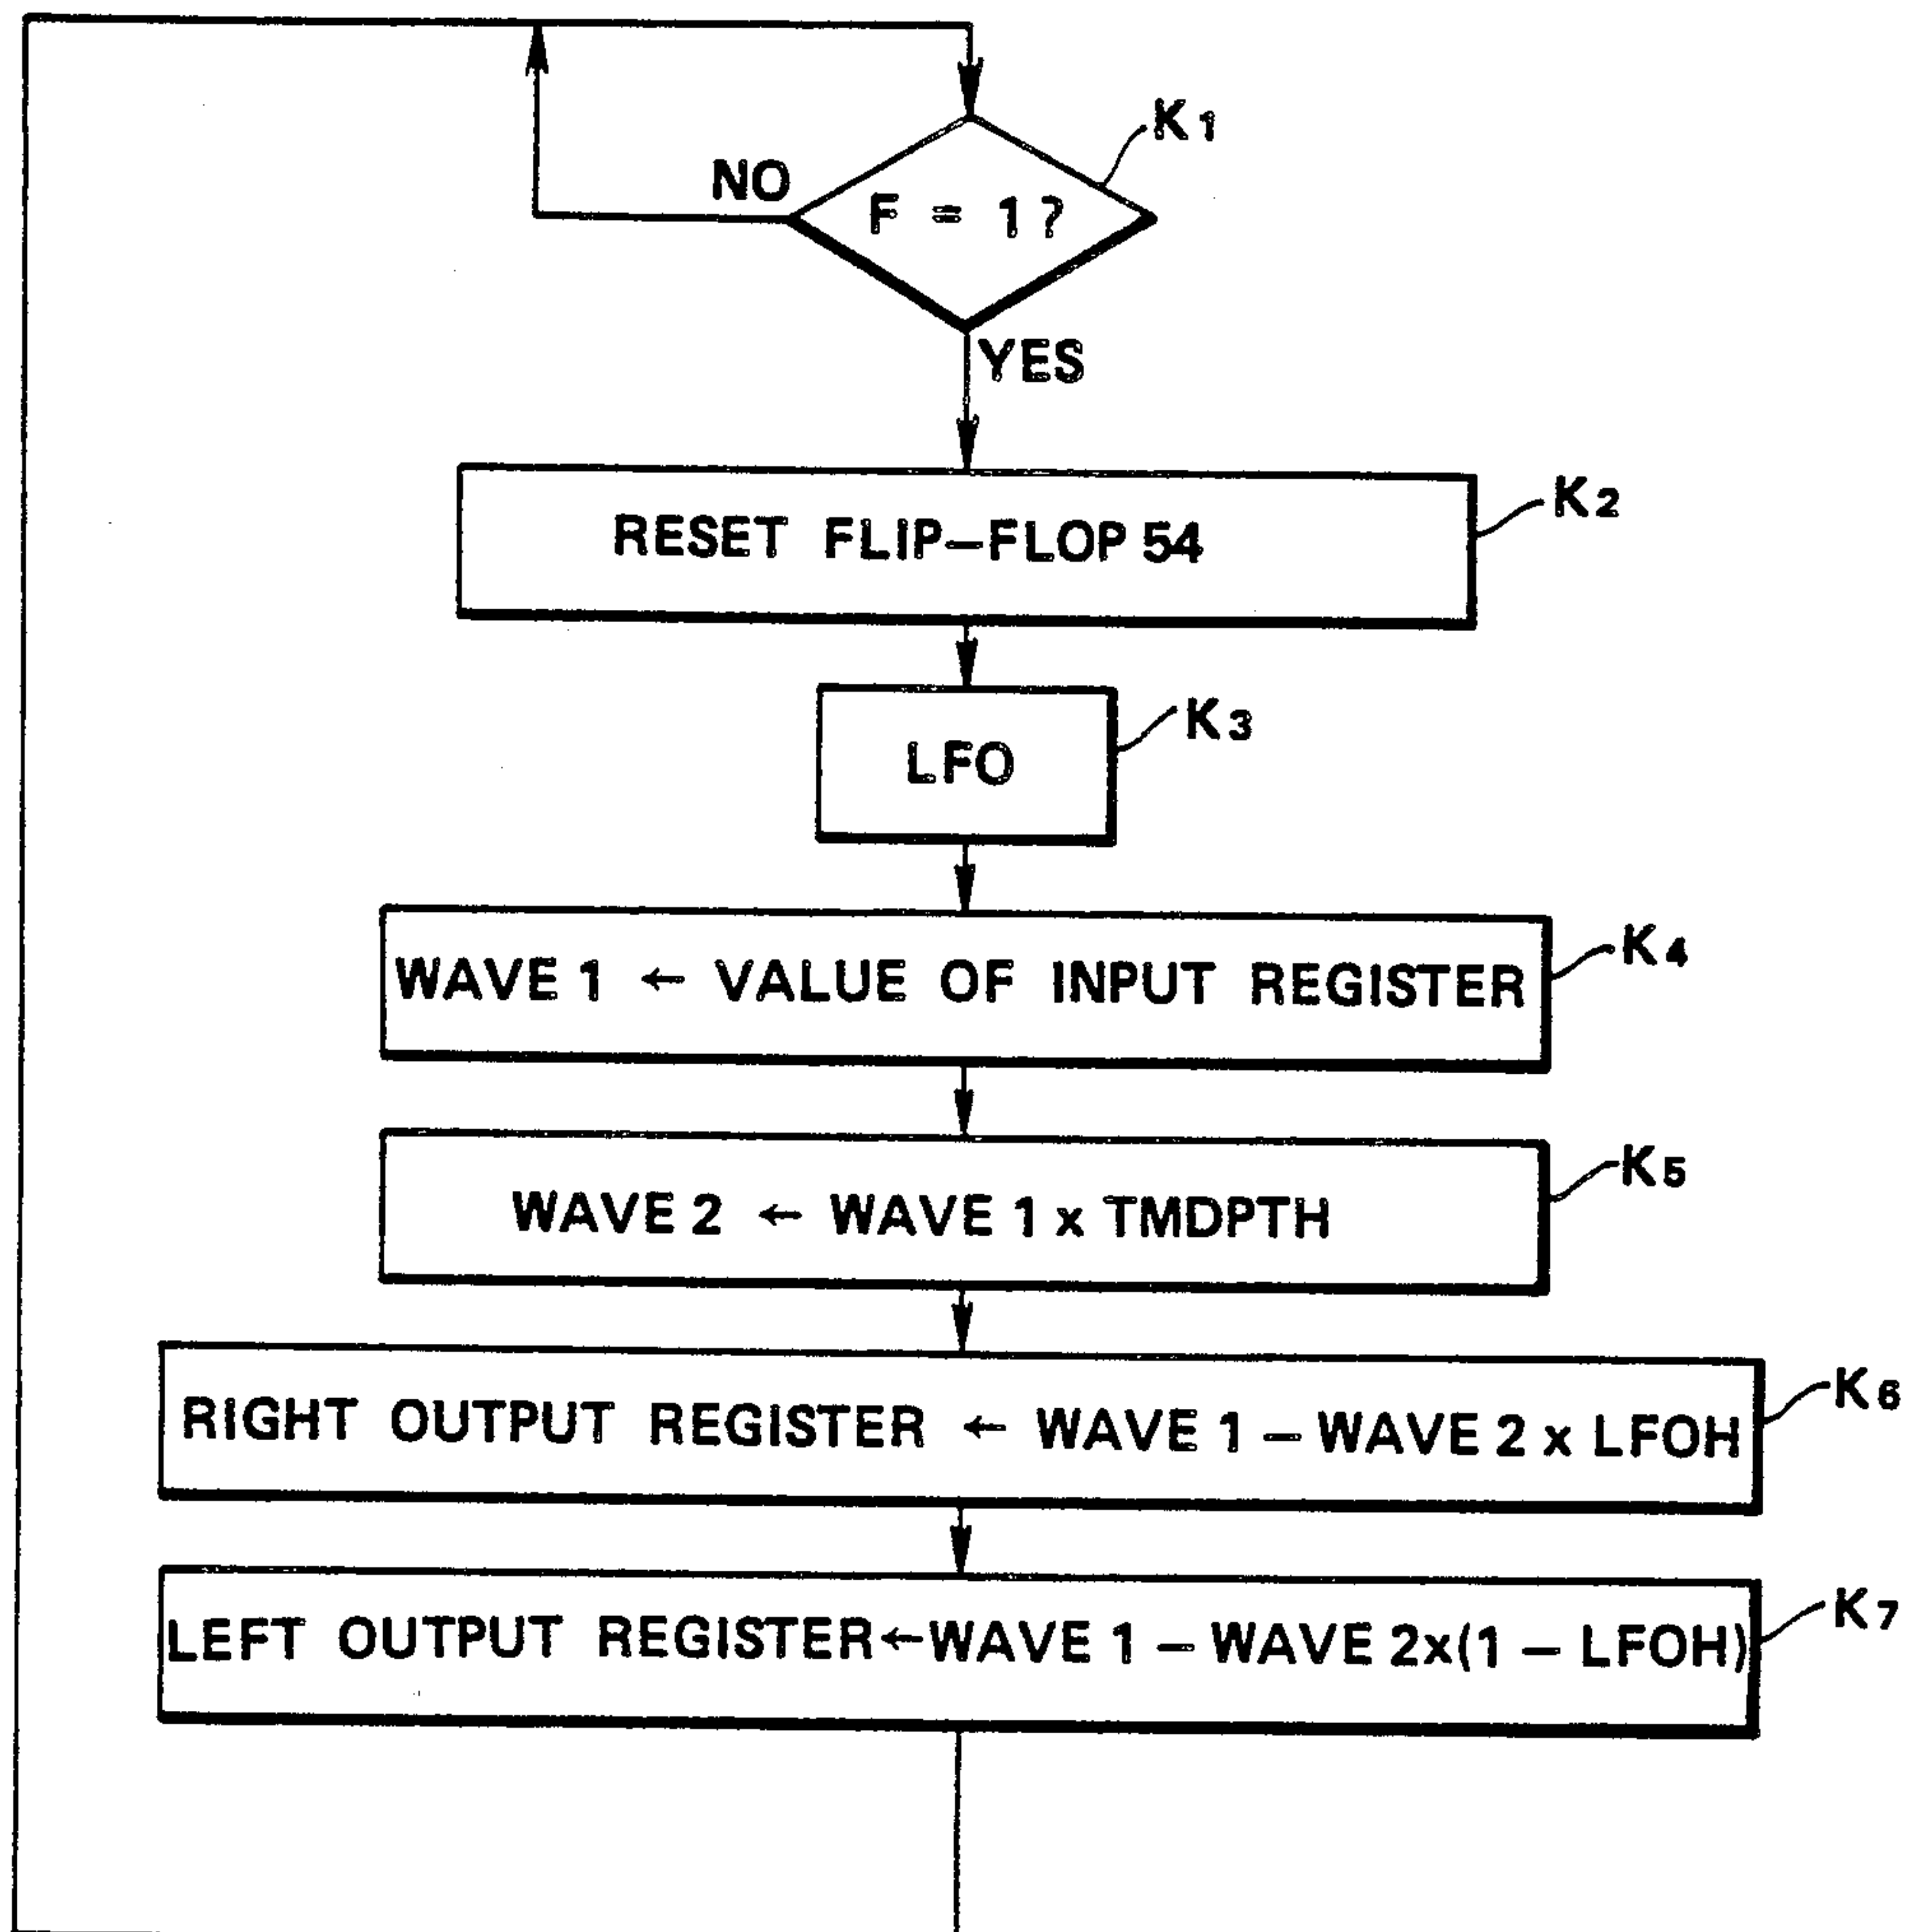 K1
NO
F = 1 ?
YES
RESET FLIP-FLOP 54
K2
LFO
K3
WAVE 1 ← VALUE OF INPUT REGISTER
K4
WAVE 2 ← WAVE 1 x TMDPTH
K5
RIGHT OUTPUT REGISTER ← WAVE 1 – WAVE 2 x LFOH
K6
LEFT OUTPUT REGISTER←WAVE 1 – WAVE 2x(1 – LFOH)
K7